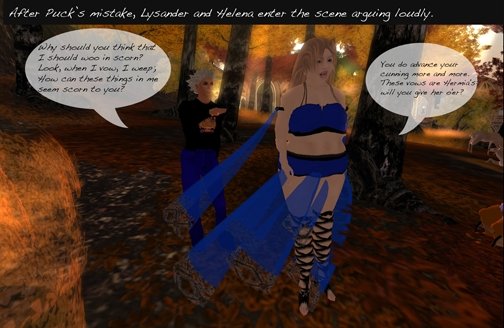 After Puck's mistake, Lysander and Helena enter the scene arguing loudly.
Why should you think that
I should woo in scorn?
Look, when I vow, I weep;
How can these things in me
seem scorn to you?
You do advance your
cunning more and more.
These vows are Hermia's
will you give her o'er?